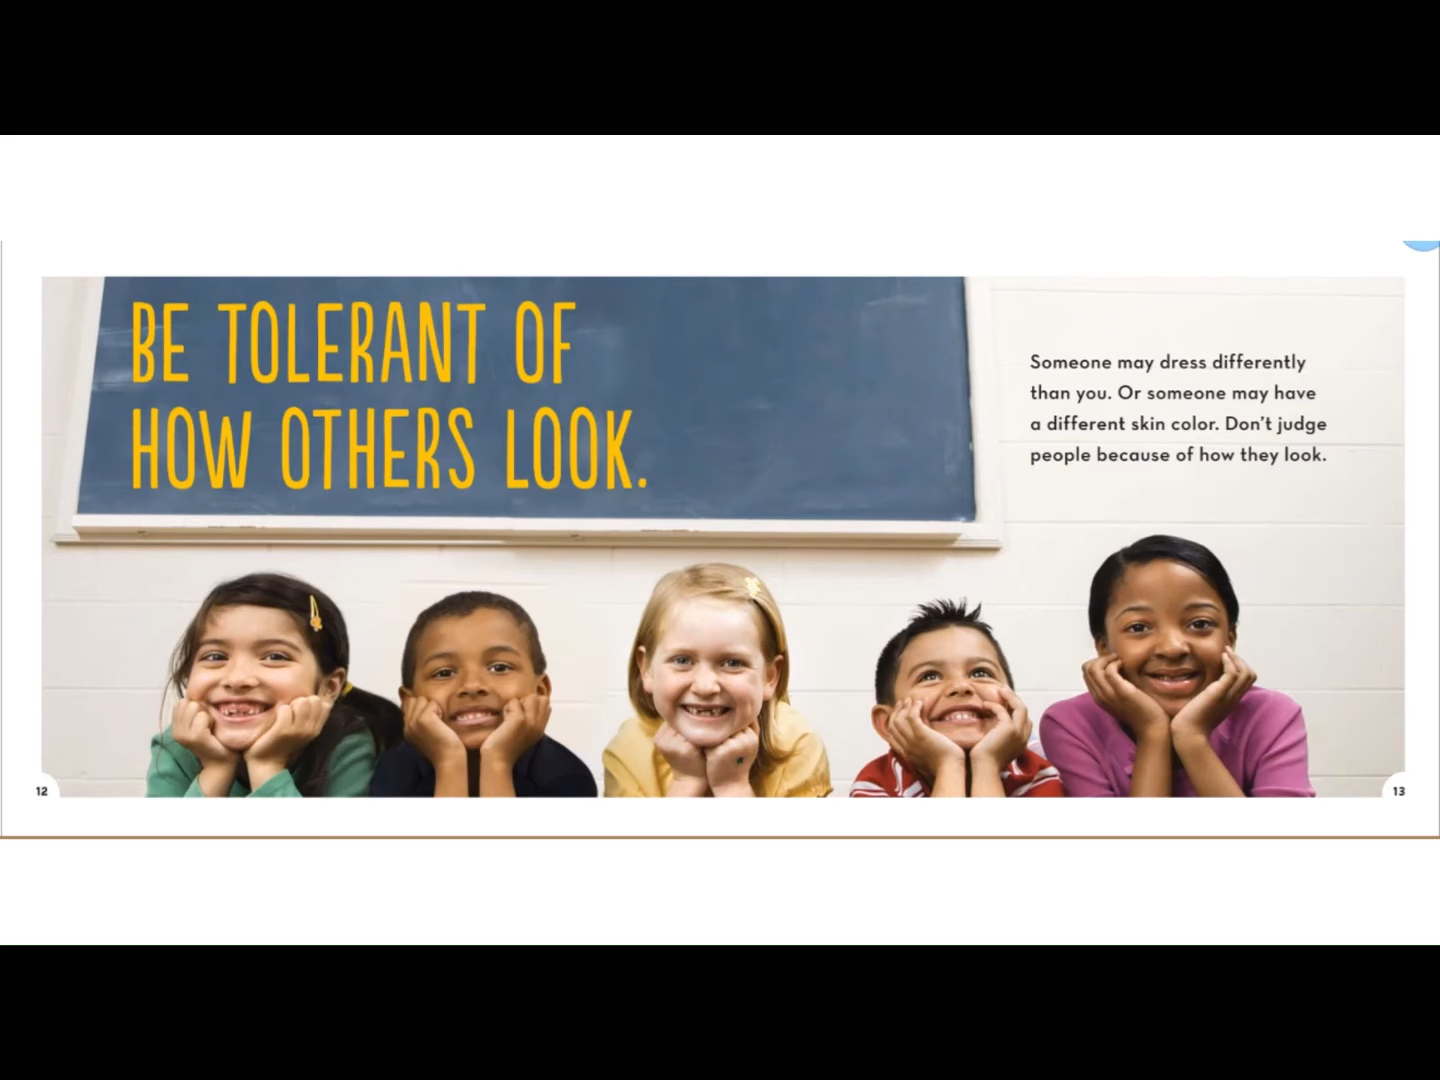 BE TOLERANT OF
HOW OTHERS LOOK.
Someone may dress differently
than you. Or someone may have
a different skin color. Don't judge
people because of how they look.
12
13